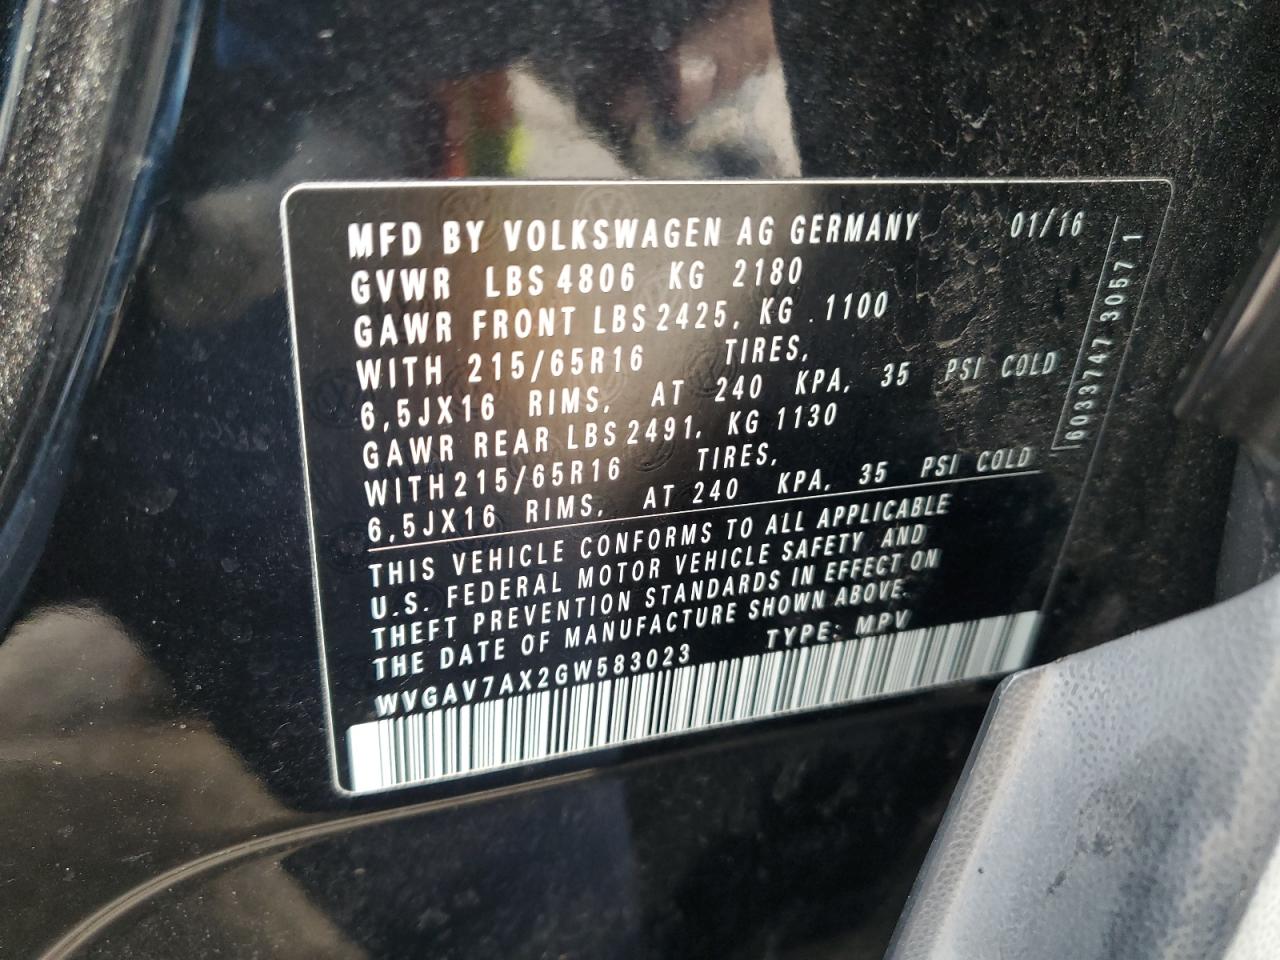 MFD BY VOLKSWAGEN AG GERMANY 01/16
GVWR LBS 4806 KG 2180
GAWR FRONT LBS 2425, KG . 1100
WITH 215/65R16 TIRES,
6,5JX16 RIMS, AT 240 KPA, 35 PSI COLD
GAWR REAR LBS 2491, KG 1130
WITH 215/65R16 TIRES,
6,5JX16 RIMS, AT 240 KPA, 35 PSI COLD
THIS VEHICLE CONFORMS TO ALL APPLICABLE
U.S. FEDERAL MOTOR VEHICLE SAFETY AND
THEFT PREVENTION STANDARDS IN EFFECT ON
THE DATE OF MANUFACTURE SHOWN ABOVE.
WVGAV7AX2GW583023 TYPE: MPV
6033747 3057 1